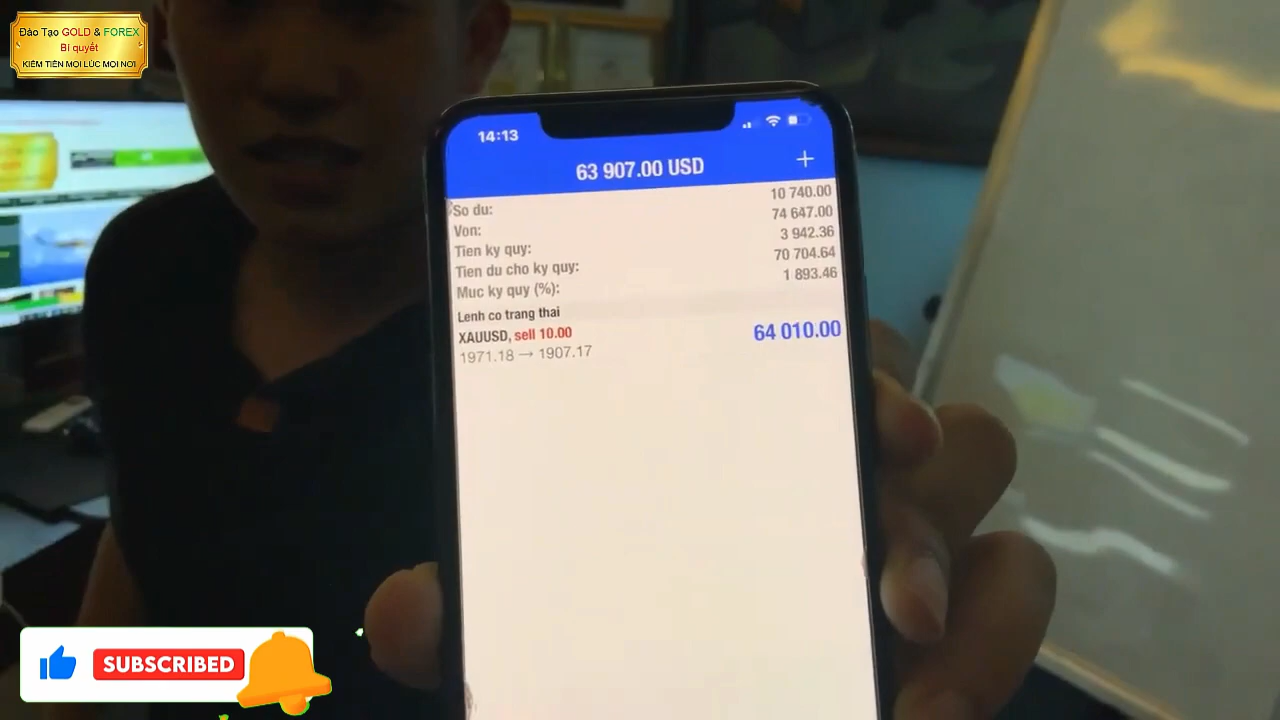 Đào Tạo GOLD & FOREX
Bí quyết
KIẾM TIỀN MỌI LÚC MỌI NƠI
14:13
63 907.00 USD
+
So du: 10 740.00
Von: 74 647.00
Tien ky quy: 3 942.36
Tien du cho ky quy: 70 704.64
Muc ky quy (%): 1 893.46
Lenh co trang thai
XAUUSD, sell 10.00 64 010.00
1971.18 → 1907.17
SUBSCRIBED